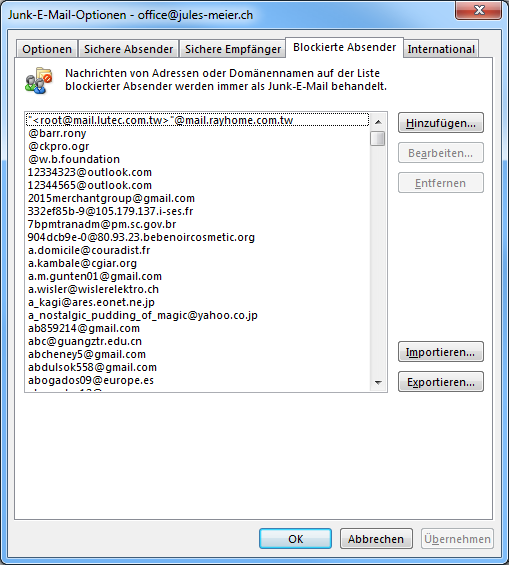 Junk-E-Mail-Optionen - office@jules-meier.ch
Optionen Sichere Absender Sichere Empfänger Blockierte Absender International
Nachrichten von Adressen oder Domänennamen auf der Liste
blockierter Absender werden immer als Junk-E-Mail behandelt.
"<root@mail.lutec.com.tw>"@mail.rayhome.com.tw
@barr.rony
@ckpro.ogr
@w.b.foundation
12334323@outlook.com
12344565@outlook.com
2015merchantgroup@gmail.com
332ef85b-9@105.179.137.i-ses.fr
7bpmtranadm@pm.sc.gov.br
904dcb9e-0@80.93.23.bebenoircosmetic.org
a.domicile@couradist.fr
a.kambale@cgiar.org
a.m.gunten01@gmail.com
a.wisler@wislerelektro.ch
a_kagi@ares.eonet.ne.jp
a_nostalgic_pudding_of_magic@yahoo.co.jp
ab859214@gmail.com
abc@guangztr.edu.cn
abcheney5@gmail.com
abdulsok558@gmail.com
abogados09@europe.es
Hinzufügen...
Bearbeiten...
Entfernen
Importieren...
Exportieren...
OK Abbrechen Übernehmen